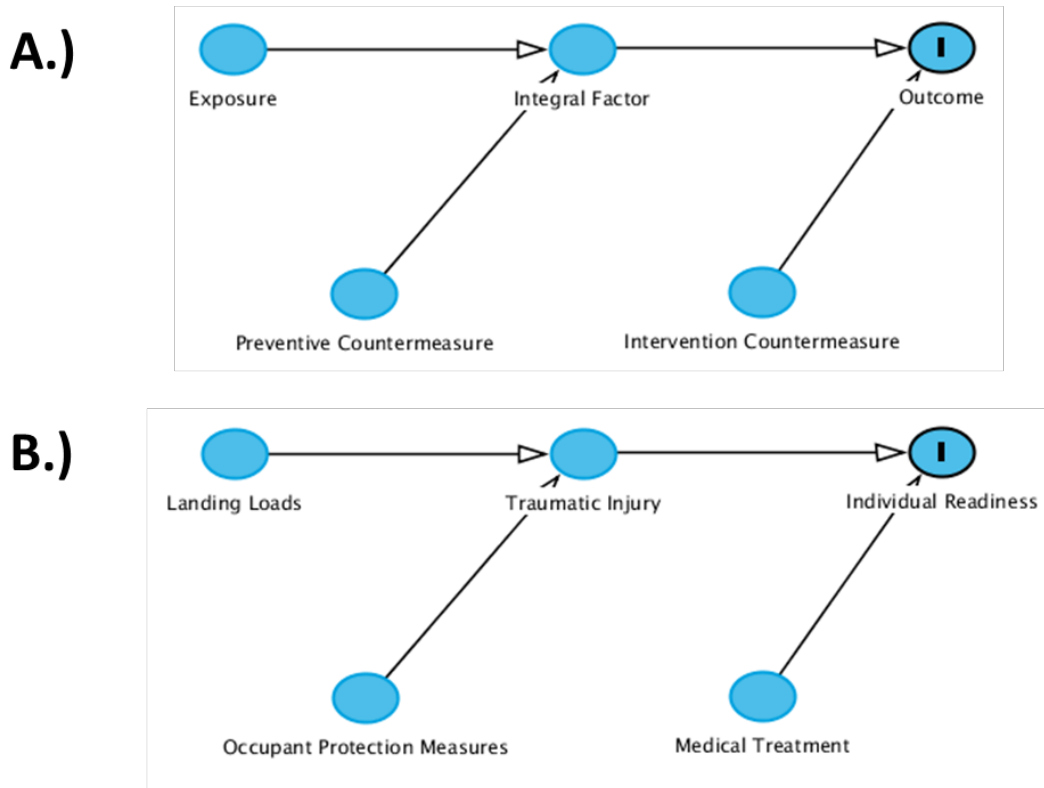 A.)
I
Exposure
Integral Factor
Outcome
Preventive Countermeasure
Intervention Countermeasure
B.)
I
Landing Loads
Traumatic Injury
Individual Readiness
Occupant Protection Measures
Medical Treatment